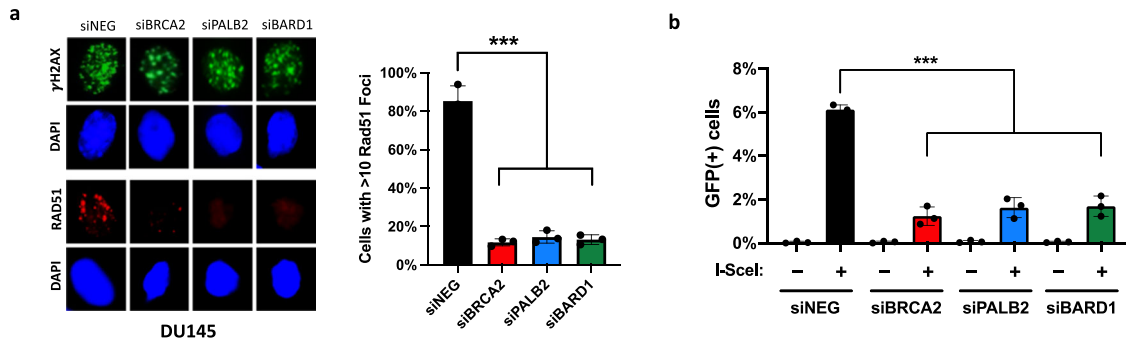 a
siNEG siBRCA2 siPALB2 siBARD1
γH2AX
DAPI
RAD51
DAPI
DU145
***
Cells with >10 Rad51 Foci
100%
80%
60%
40%
20%
0%
siNEG
siBRCA2
siPALB2
siBARD1
b
***
GFP(+) cells
8%
6%
4%
2%
0%
I-SceI: − + − + − + − +
siNEG siBRCA2 siPALB2 siBARD1